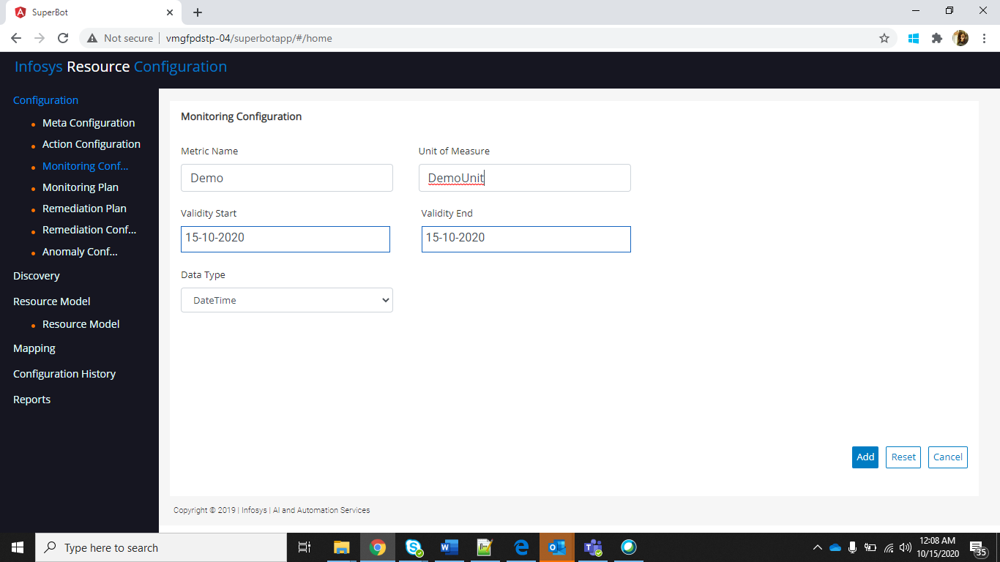 SuperBot
Not secure vmgfpdstp-04/superbotapp/#/home
Infosys Resource Configuration
Configuration
Meta Configuration
Action Configuration
Monitoring Conf...
Monitoring Plan
Remediation Plan
Remediation Conf...
Anomaly Conf...
Discovery
Resource Model
Resource Model
Mapping
Configuration History
Reports
Monitoring Configuration
Metric Name Unit of Measure
Demo DemoUnit
Validity Start Validity End
15-10-2020 15-10-2020
Data Type
DateTime
Add Reset Cancel
Copyright © 2019 | Infosys | AI and Automation Services
Type here to search
12:08 AM
10/15/2020
35